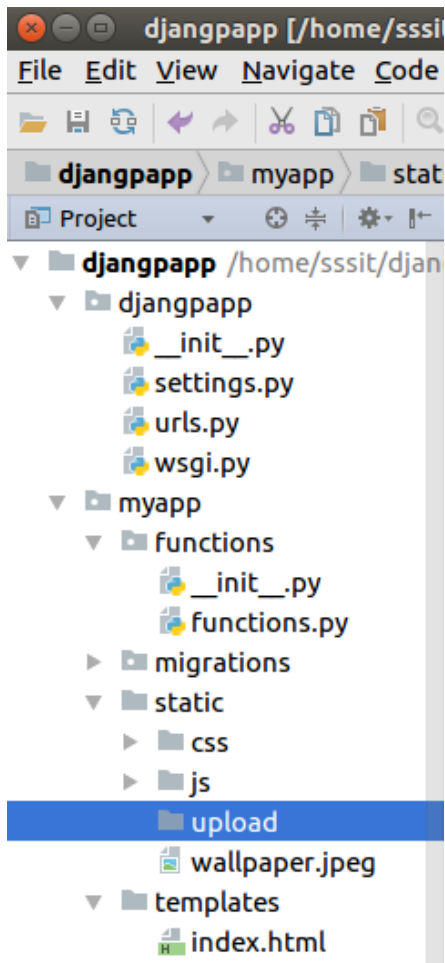 djangpapp [/home/sssit
File Edit View Navigate Code
djangpapp myapp stat
Project
djangpapp /home/sssit/djan
djangpapp
__init__.py
settings.py
urls.py
wsgi.py
myapp
functions
__init__.py
functions.py
migrations
static
css
js
upload
wallpaper.jpeg
templates
index.html